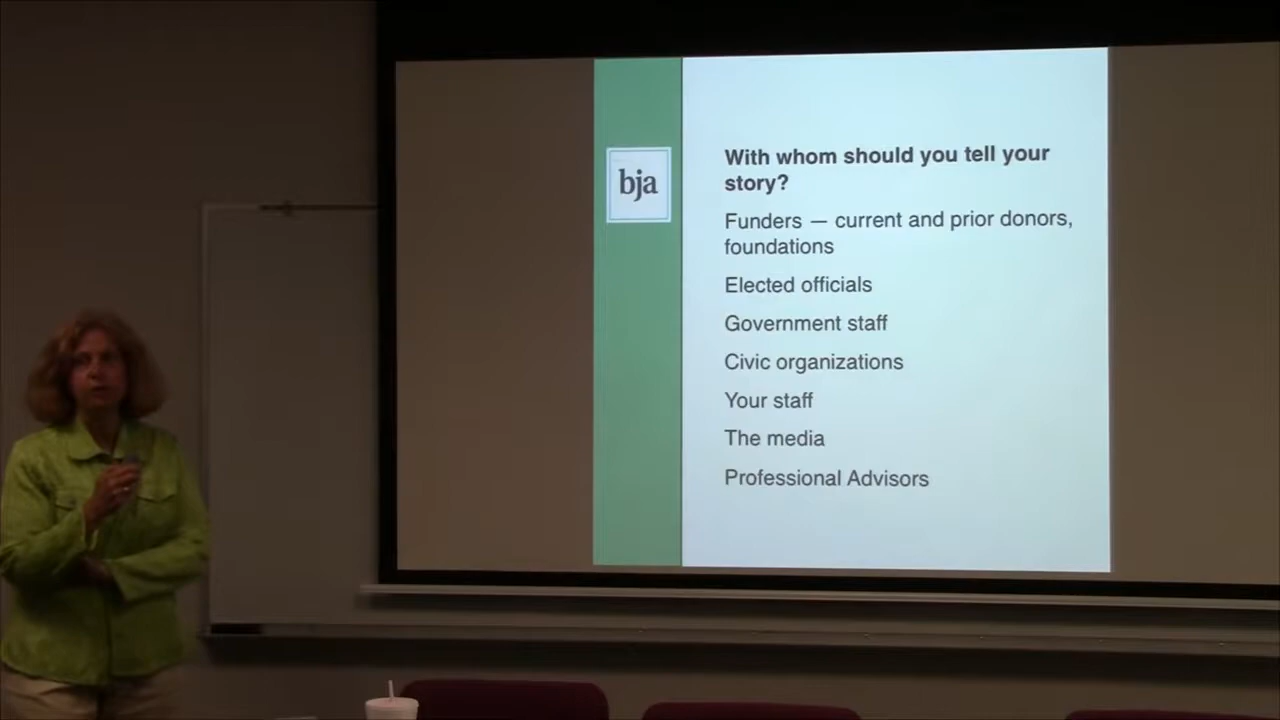 bja
With whom should you tell your
story?
Funders — current and prior donors,
foundations
Elected officials
Government staff
Civic organizations
Your staff
The media
Professional Advisors